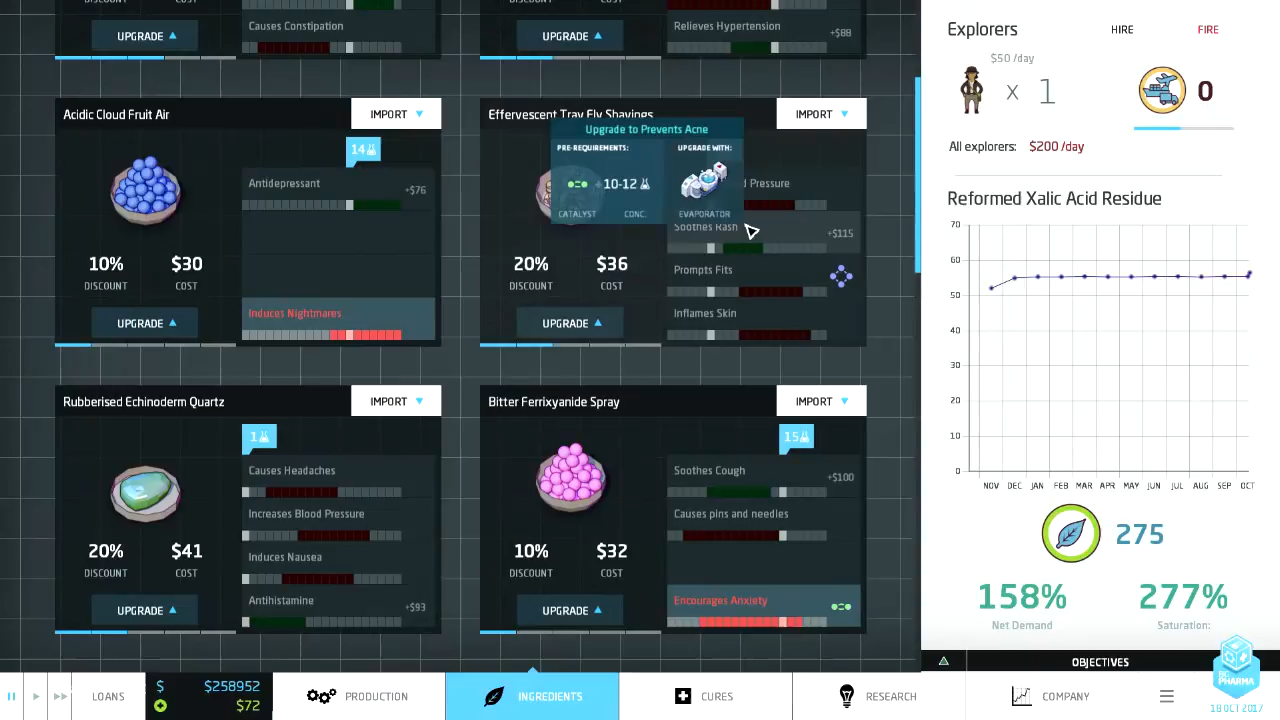 Causes Constipation
UPGRADE
Relieves Hypertension
+$88
UPGRADE
Acidic Cloud Fruit Air
IMPORT
14
Antidepressant
+$76
10%
DISCOUNT
$30
COST
Induces Nightmares
UPGRADE
Effervescent Tray Fly Shavings
IMPORT
Upgrade to Prevents Acne
PRE-REQUIREMENTS:
UPGRADE WITH:
+ 10-12
CATALYST
CONC.
EVAPORATOR
Pressure
Soothes Rash
+$115
20%
DISCOUNT
$36
COST
Prompts Fits
Inflames Skin
UPGRADE
Rubberised Echinoderm Quartz
IMPORT
1
Causes Headaches
Increases Blood Pressure
Induces Nausea
Antihistamine
+$93
20%
DISCOUNT
$41
COST
UPGRADE
Bitter Ferrixyanide Spray
IMPORT
15
Soothes Cough
+$100
Causes pins and needles
10%
DISCOUNT
$32
COST
Encourages Anxiety
UPGRADE
Explorers
HIRE
FIRE
$50 /day
X 1
0
All explorers: $200 /day
Reformed Xalic Acid Residue
70
60
50
40
30
20
10
0
NOV DEC JAN FEB MAR APR MAY JUN JUL AUG SEP OCT
275
158%
Net Demand
277%
Saturation:
OBJECTIVES
LOANS
$ $258952
$72
PRODUCTION
INGREDIENTS
CURES
RESEARCH
COMPANY
BIG PHARMA
18 OCT 2017